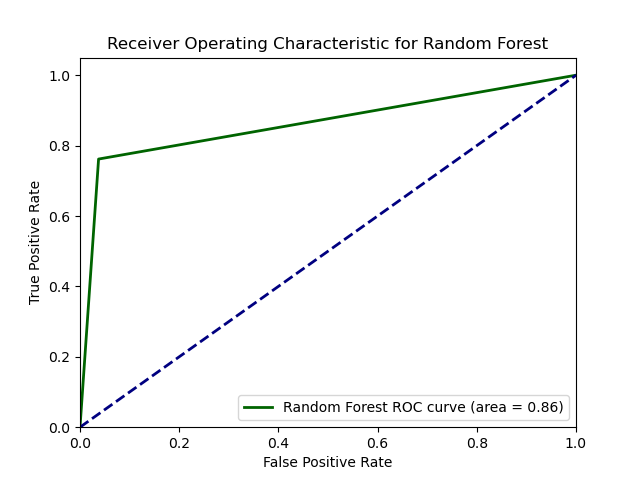 Receiver Operating Characteristic for Random Forest
1.0
0.8
0.6
0.4
0.2
0.0
True Positive Rate
Random Forest ROC curve (area = 0.86)
0.0 0.2 0.4 0.6 0.8 1.0
False Positive Rate